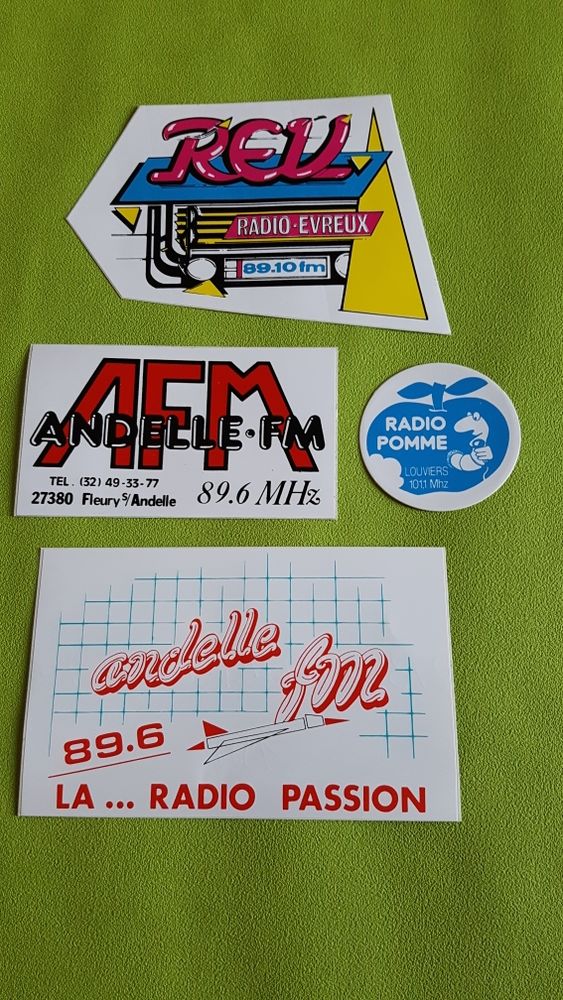 REV
RADIO·EVREUX
89.10 fm
AFM
ANDELLE·FM
TEL. (32) 49-33-77
27380 Fleury s/Andelle
89.6 MHz
RADIO
POMME
LOUVIERS
101.1 Mhz
andelle
fm
89.6
LA ... RADIO PASSION